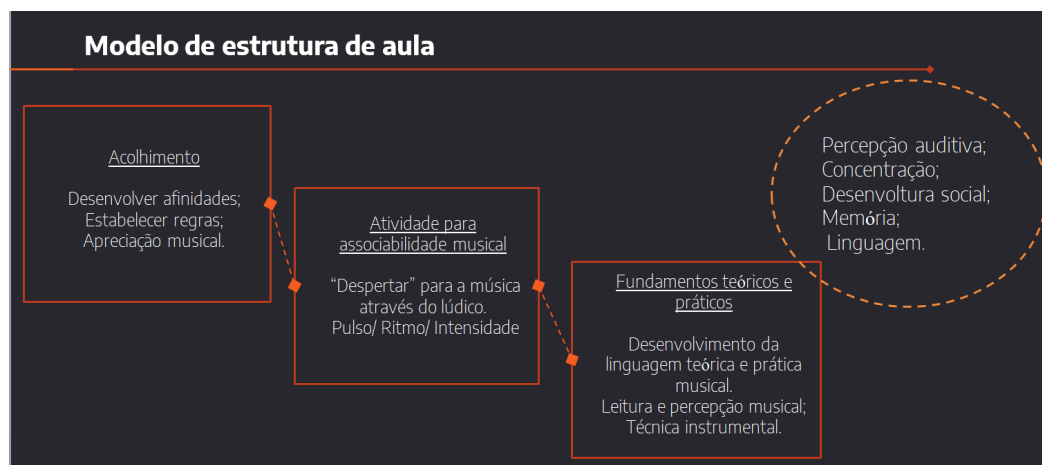 Modelo de estrutura de aula
Acolhimento
Desenvolver afinidades;
Estabelecer regras;
Apreciação musical.
Atividade para
associabilidade musical
“Despertar” para a música
através do lúdico.
Pulso/ Ritmo/ Intensidade
Fundamentos teóricos e
práticos
Desenvolvimento da
linguagem teórica e prática
musical.
Leitura e percepção musical;
Técnica instrumental.
Percepção auditiva;
Concentração;
Desenvoltura social;
Memória;
Linguagem.